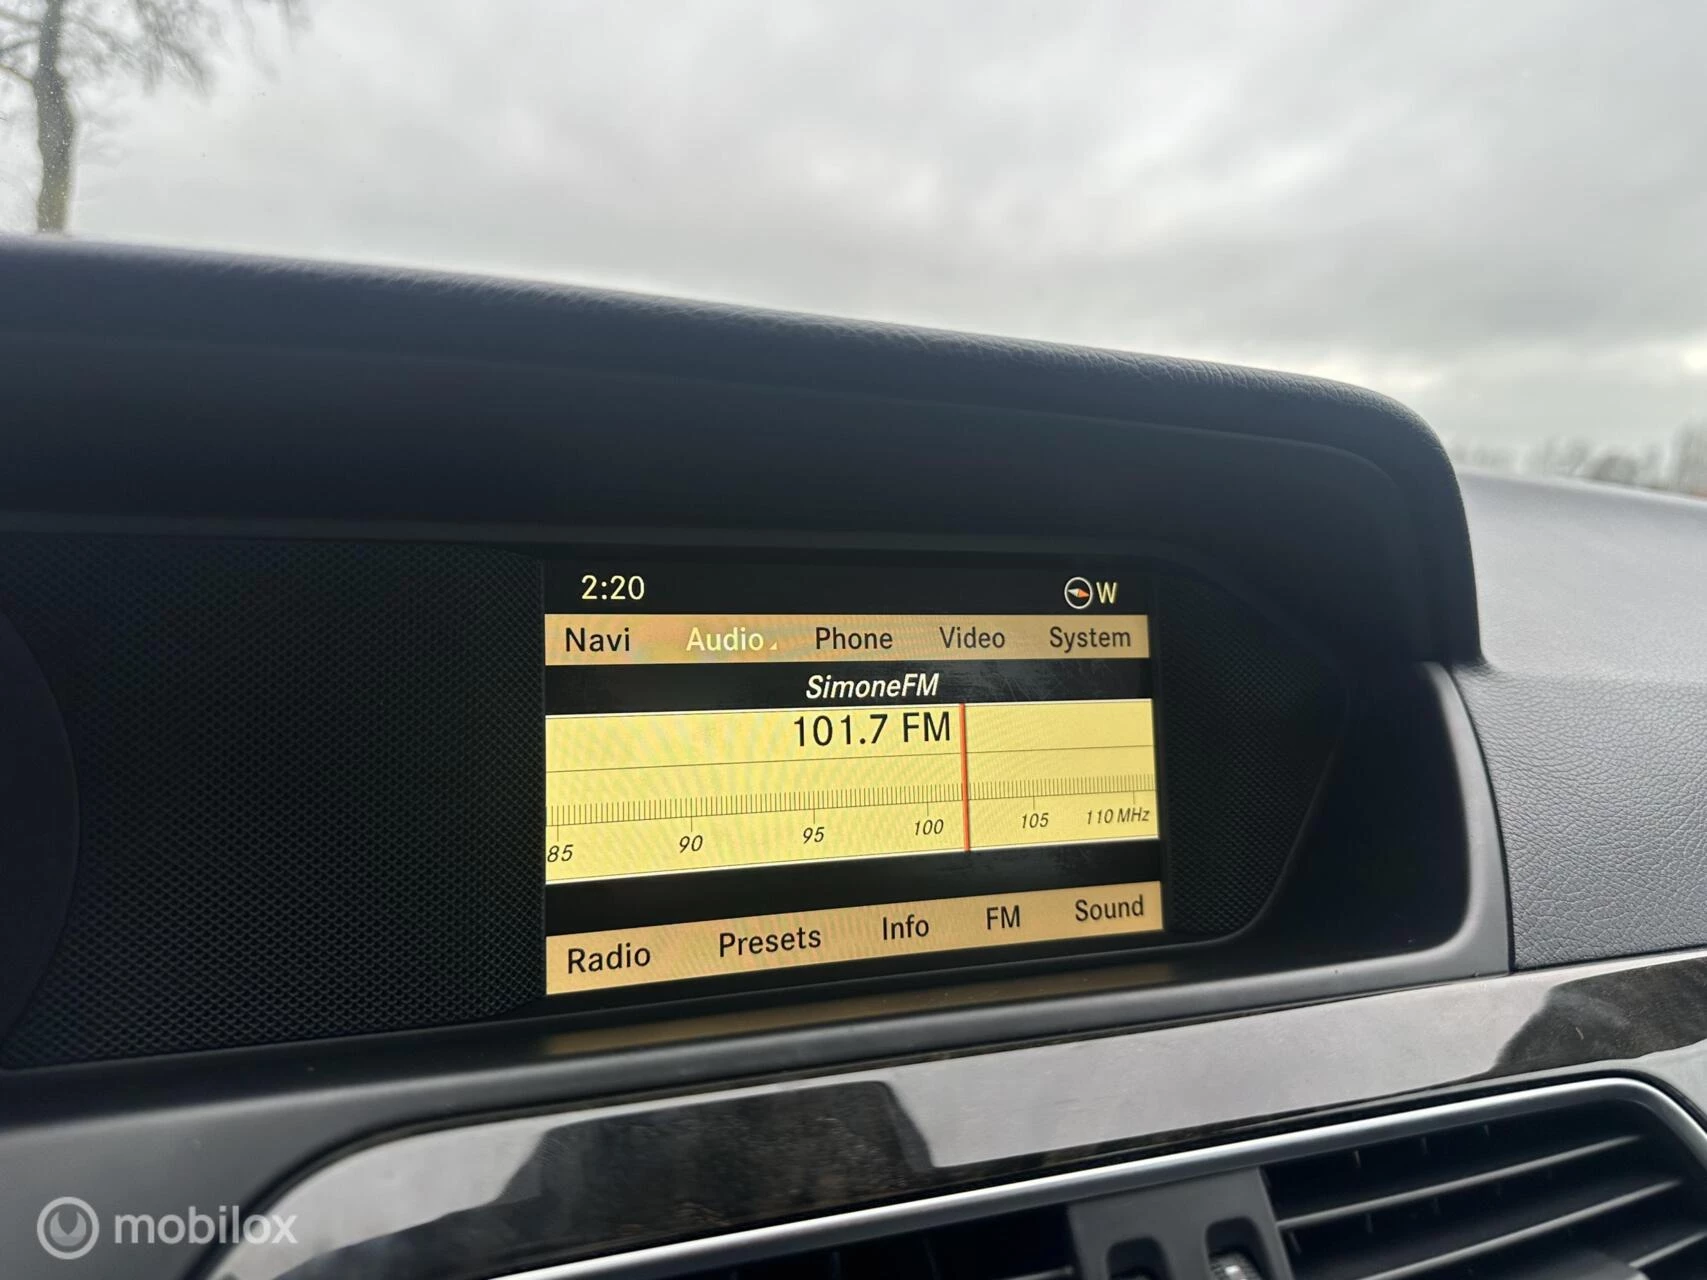 2:20 W
Navi Audio Phone Video System
SimoneFM
101.7 FM
85 90 95 100 105 110 MHz
Radio Presets Info FM Sound
mobilox